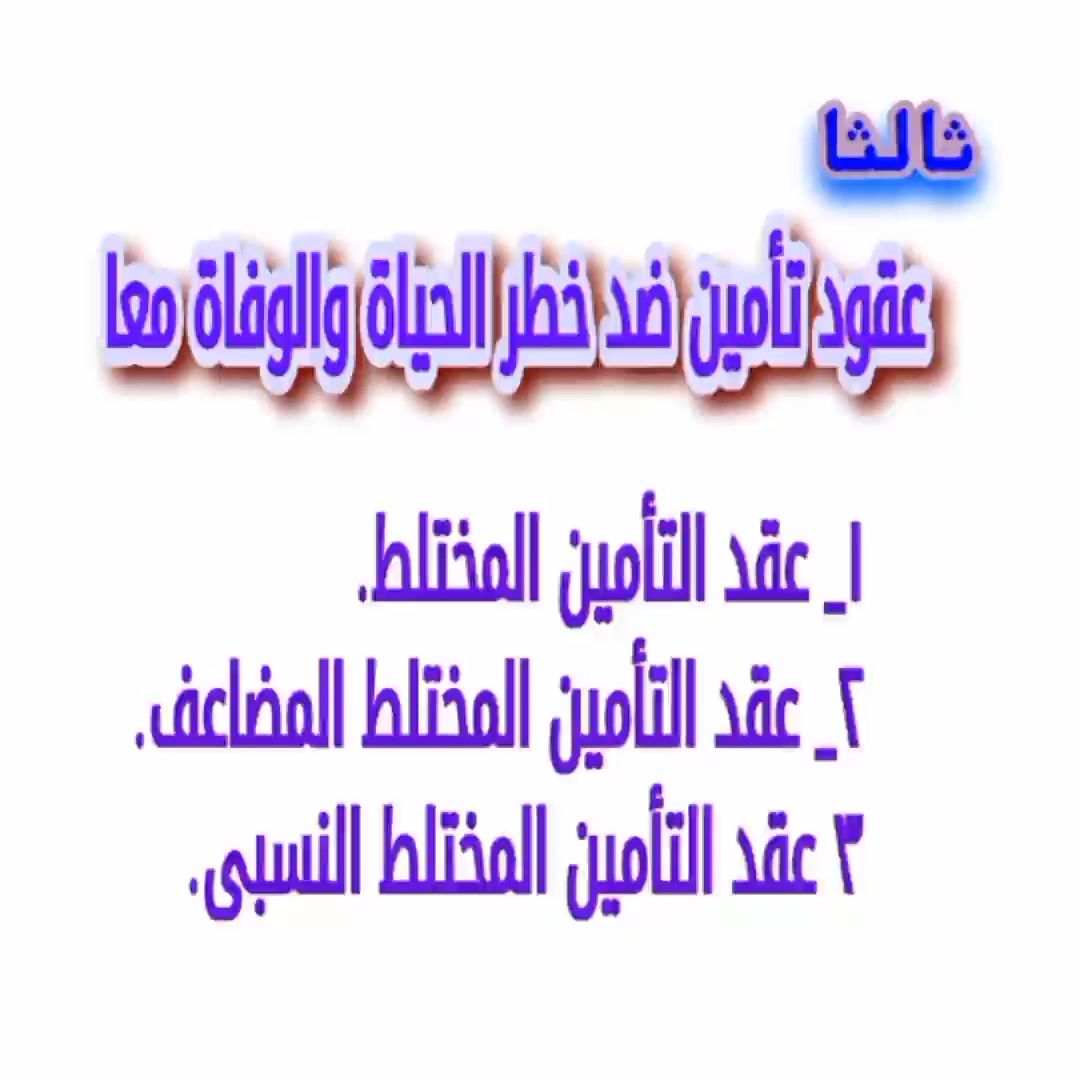 ثالثا
عقود تأمين ضد خطر الحياة والوفاة معا
١_ عقد التأمين المختلط.
٢_ عقد التأمين المختلط المضاعف.
٣ عقد التأمين المختلط النسبى.